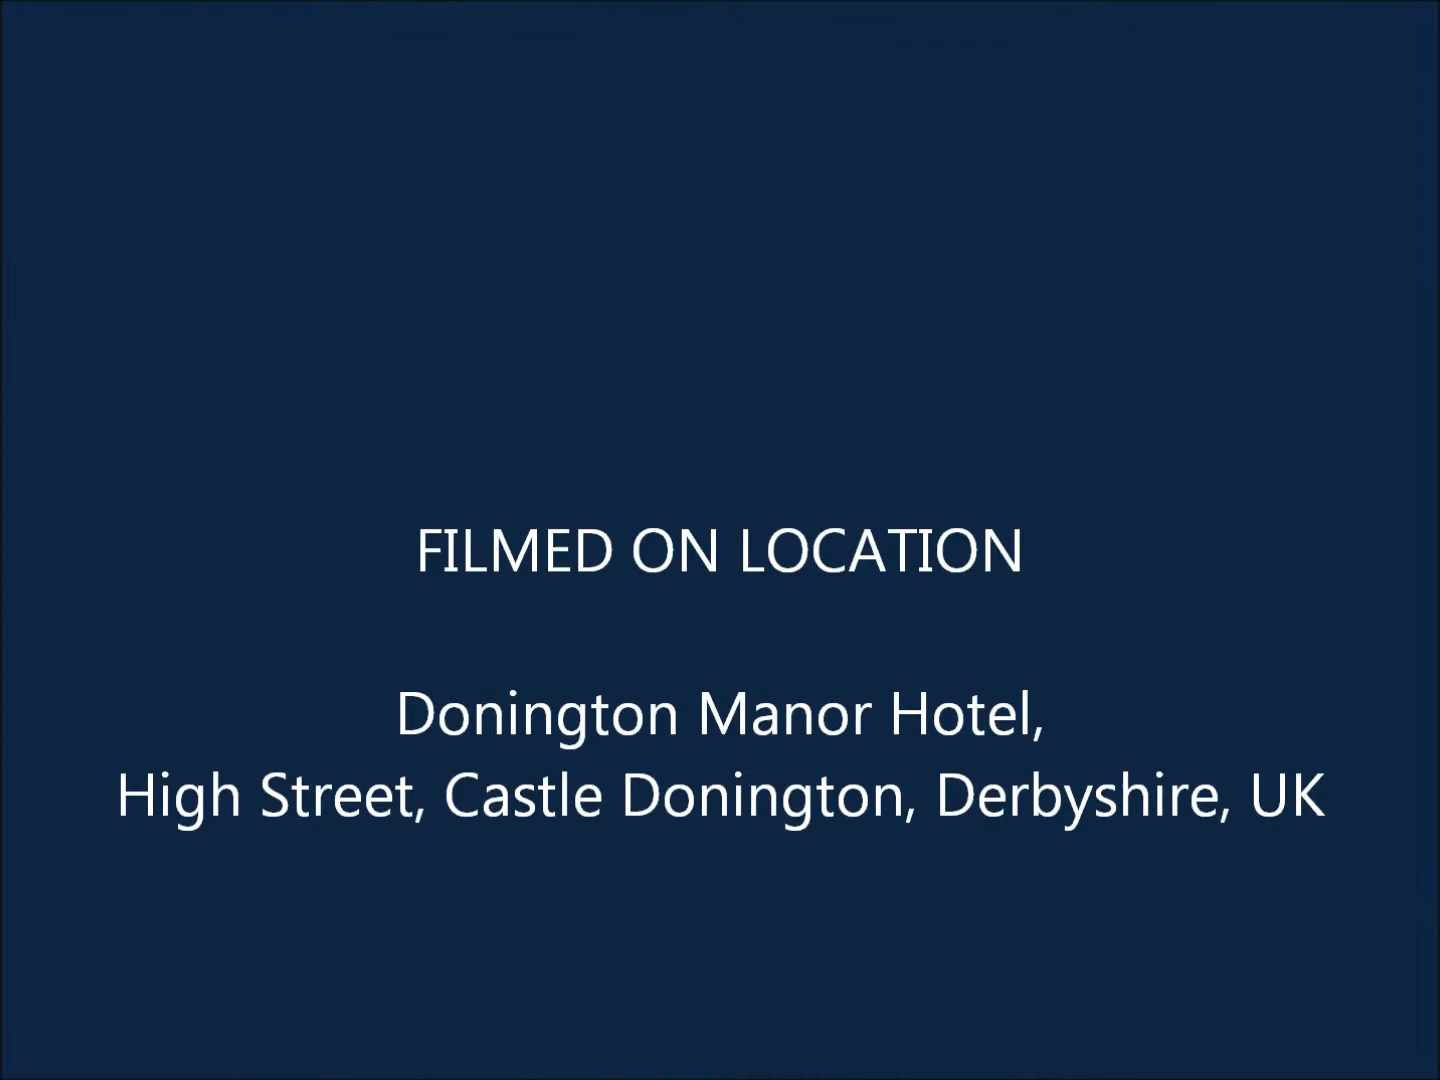 FILMED ON LOCATION
Donington Manor Hotel,
High Street, Castle Donington, Derbyshire, UK